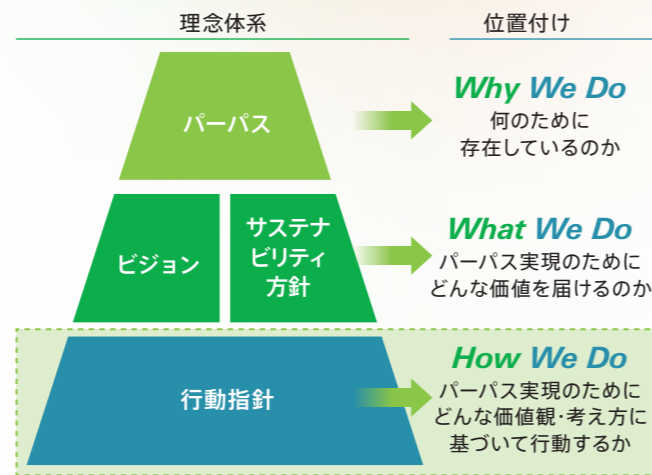 理念体系
位置付け
パーパス
Why We Do
何のために
存在しているのか
ビジョン
サステナ
ビリティ
方針
What We Do
パーパス実現のために
どんな価値を届けるのか
行動指針
How We Do
パーパス実現のために
どんな価値観・考え方に
基づいて行動するか